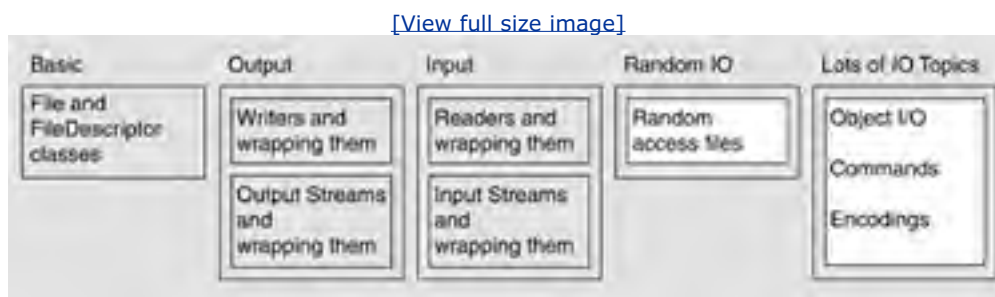 [View full size image]
Basic
File and
FileDescriptor
classes
Output
Writers and
wrapping them
Output Streams
and
wrapping them
Input
Readers and
wrapping them
Input Streams
and
wrapping them
Random IO
Random
access files
Lots of IO Topics
Object I/O
Commands
Encodings